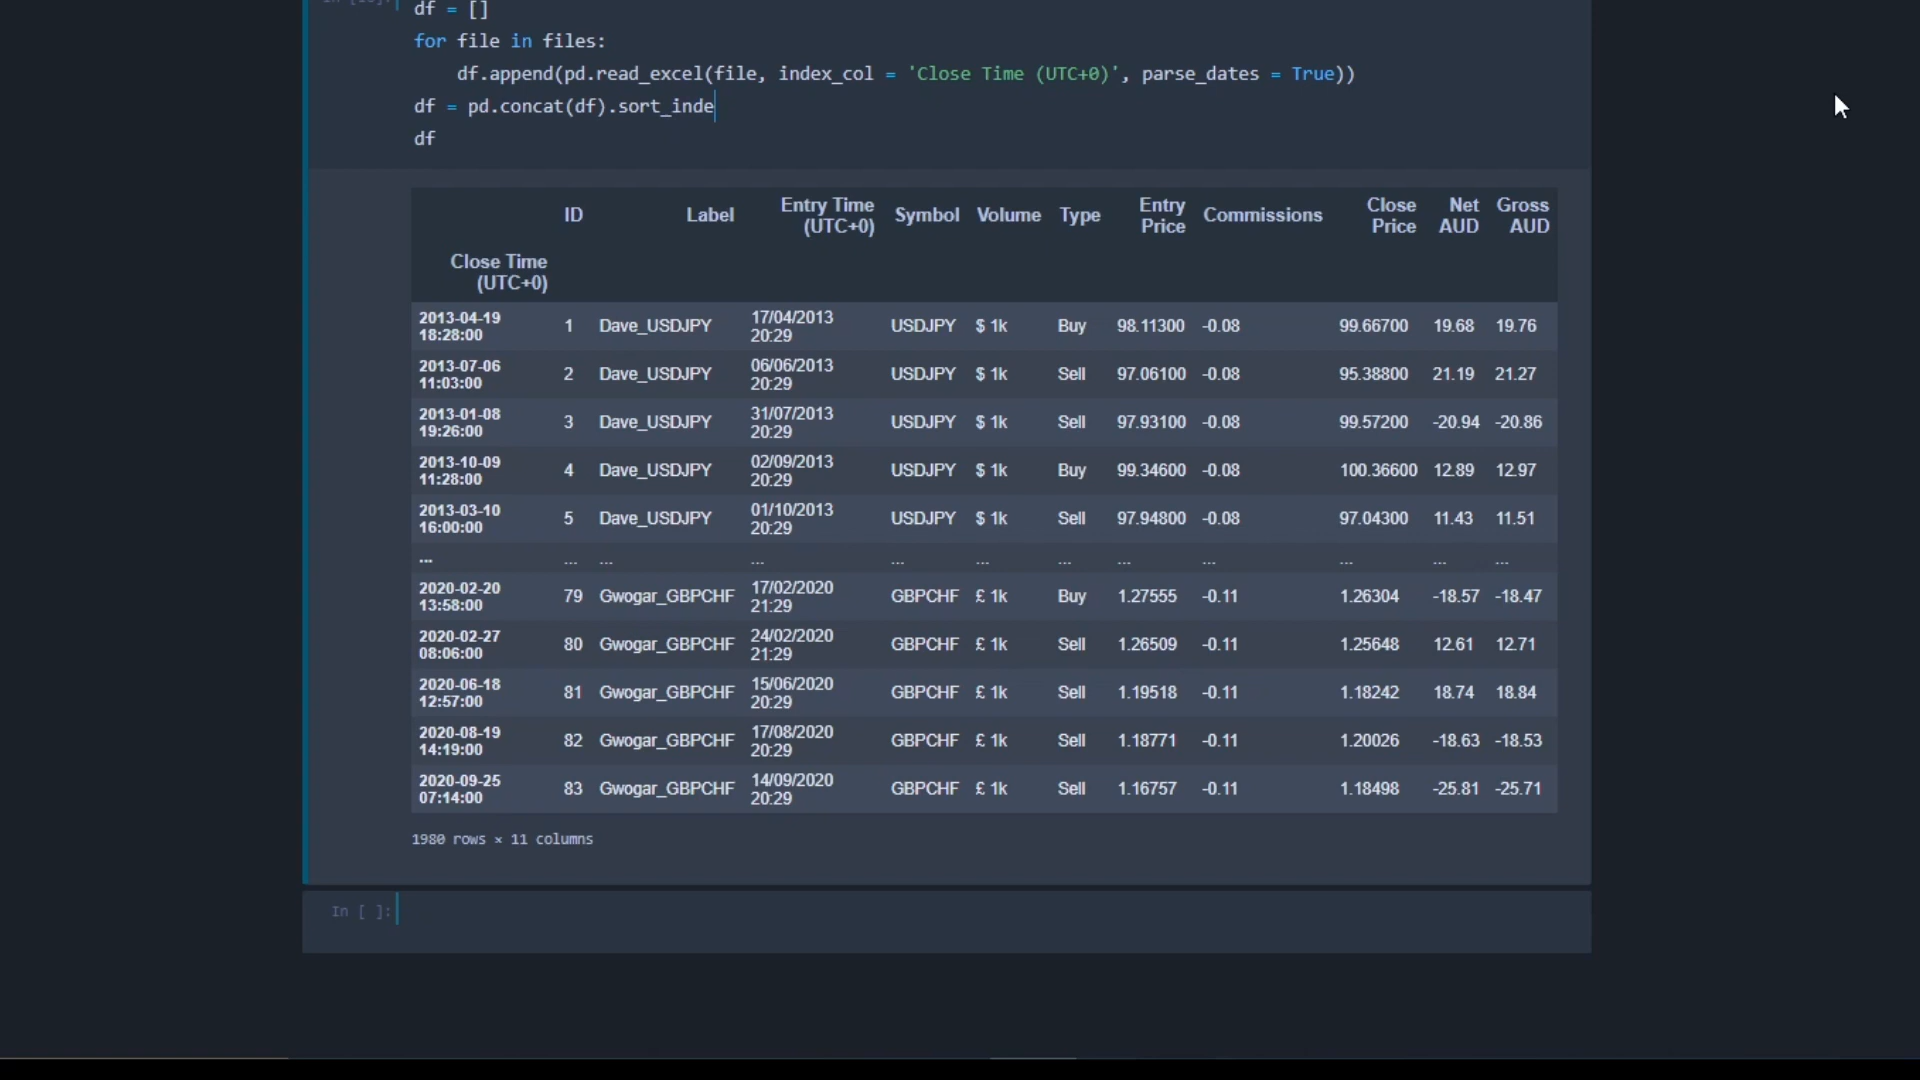 df = []
for file in files:
df.append(pd.read_excel(file, index_col = 'Close Time (UTC+0)', parse_dates = True))
df = pd.concat(df).sort_inde
df
ID Label Entry Time (UTC+0) Symbol Volume Type Entry Price Commissions Close Price Net AUD Gross AUD
Close Time (UTC+0)
2013-04-19 18:28:00 1 Dave_USDJPY 17/04/2013 20:29 USDJPY $ 1k Buy 98.11300 -0.08 99.66700 19.68 19.76
2013-07-06 11:03:00 2 Dave_USDJPY 06/06/2013 20:29 USDJPY $ 1k Sell 97.06100 -0.08 95.38800 21.19 21.27
2013-01-08 19:26:00 3 Dave_USDJPY 31/07/2013 20:29 USDJPY $ 1k Sell 97.93100 -0.08 99.57200 -20.94 -20.86
2013-10-09 11:28:00 4 Dave_USDJPY 02/09/2013 20:29 USDJPY $ 1k Buy 99.34600 -0.08 100.36600 12.89 12.97
2013-03-10 16:00:00 5 Dave_USDJPY 01/10/2013 20:29 USDJPY $ 1k Sell 97.94800 -0.08 97.04300 11.43 11.51
... ... ... ... ... ... ... ... ... ... ... ...
2020-02-20 13:58:00 79 Gwogar_GBPCHF 17/02/2020 21:29 GBPCHF £ 1k Buy 1.27555 -0.11 1.26304 -18.57 -18.47
2020-02-27 08:06:00 80 Gwogar_GBPCHF 24/02/2020 21:29 GBPCHF £ 1k Sell 1.26509 -0.11 1.25648 12.61 12.71
2020-06-18 12:57:00 81 Gwogar_GBPCHF 15/06/2020 20:29 GBPCHF £ 1k Sell 1.19518 -0.11 1.18242 18.74 18.84
2020-08-19 14:19:00 82 Gwogar_GBPCHF 17/08/2020 20:29 GBPCHF £ 1k Sell 1.18771 -0.11 1.20026 -18.63 -18.53
2020-09-25 07:14:00 83 Gwogar_GBPCHF 14/09/2020 20:29 GBPCHF £ 1k Sell 1.16757 -0.11 1.18498 -25.81 -25.71
1980 rows × 11 columns
In [ ]: